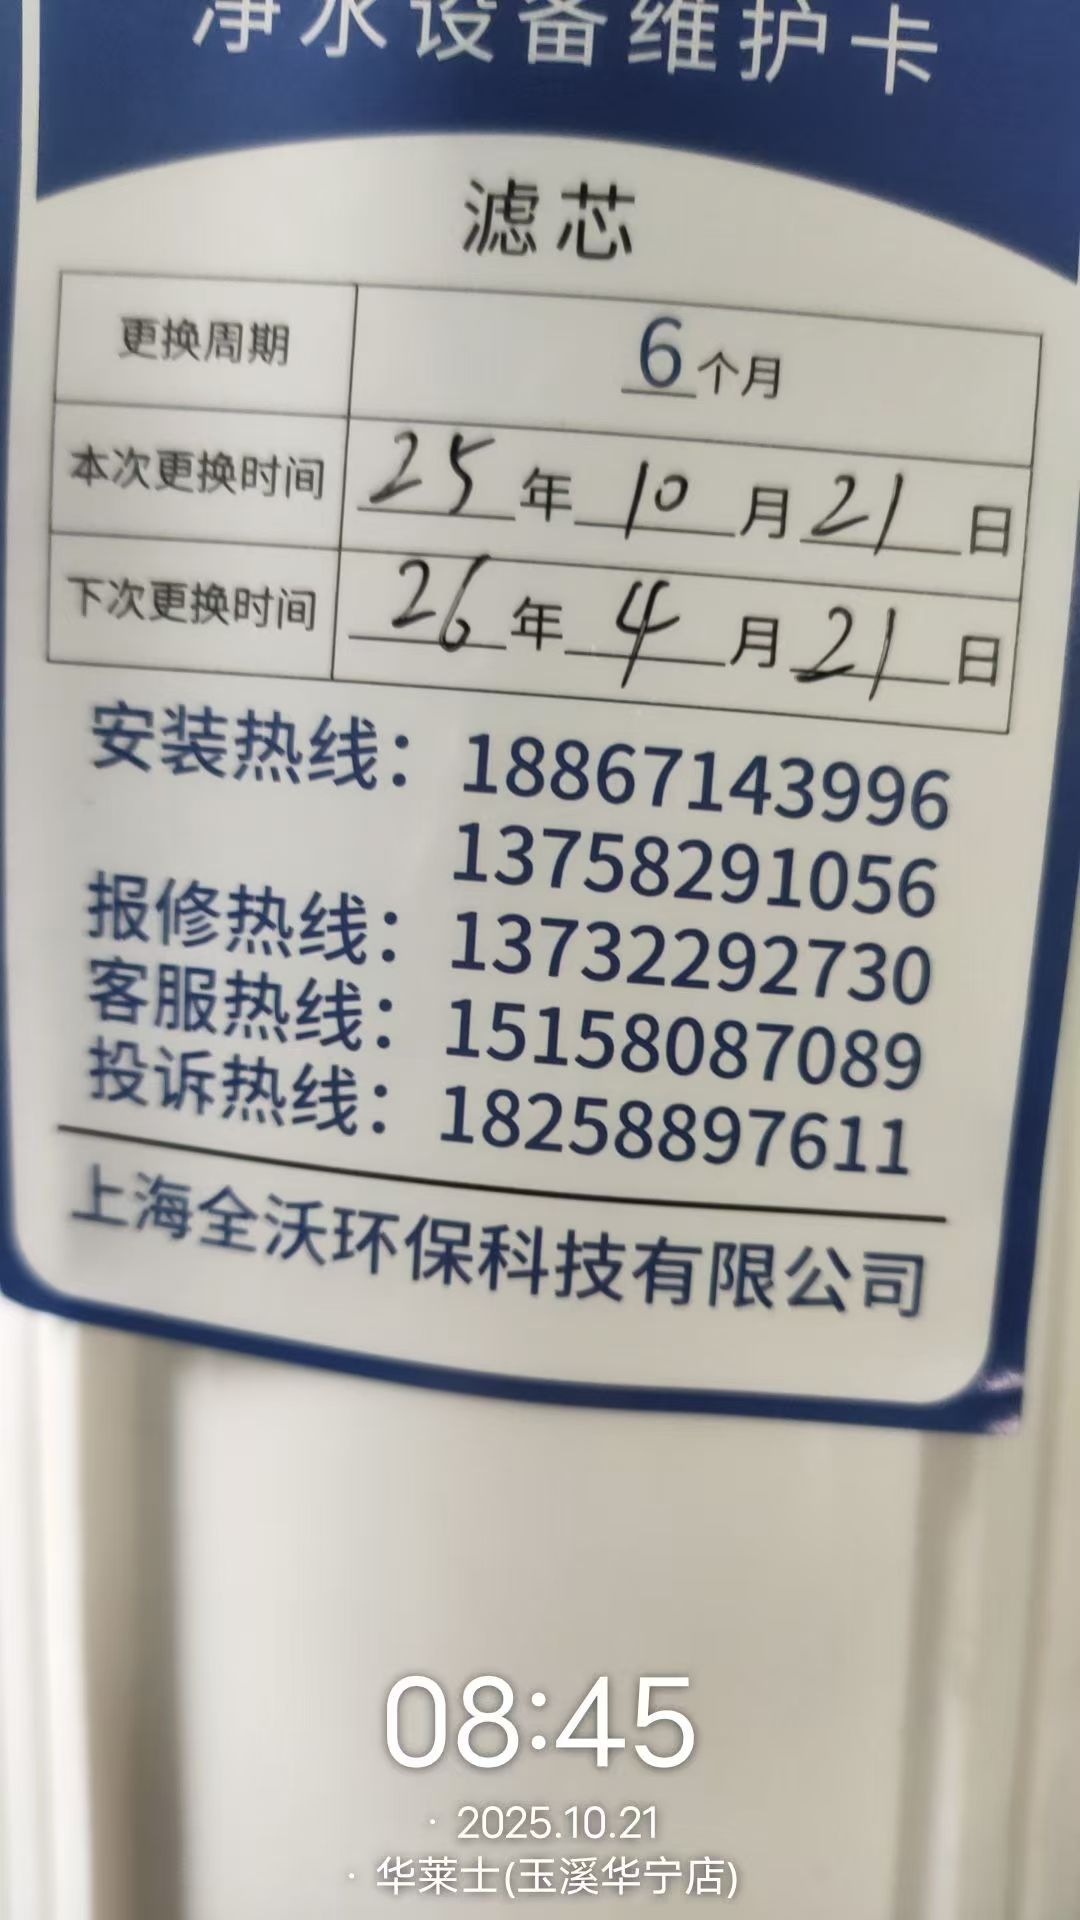 净水设备维护卡
滤芯
更换周期 6个月
本次更换时间 25年10月21日
下次更换时间 26年4月21日
安装热线：18867143996
13758291056
报修热线：13732292730
客服热线：15158087089
投诉热线：18258897611
上海全沃环保科技有限公司
08:45
· 2025.10.21
· 华莱士(玉溪华宁店)